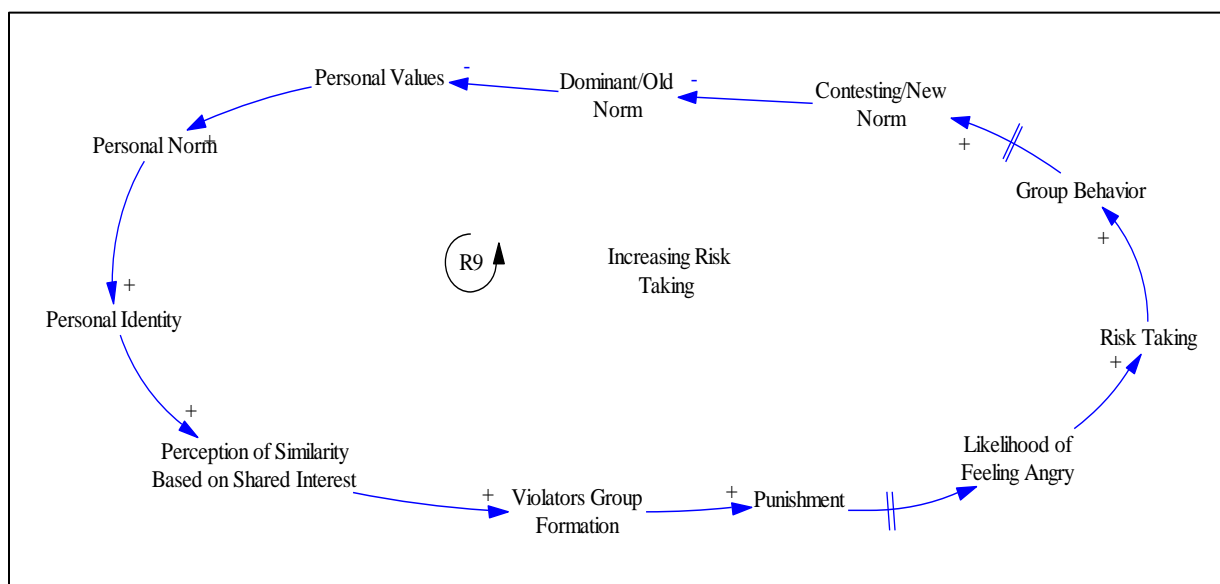 Personal Values
-
Dominant/Old
Norm
-
Contesting/New
Norm
+
Personal Norm
+
Group Behavior
+
R9
Increasing Risk
Taking
+
Personal Identity
Risk Taking
+
+
Perception of Similarity
Based on Shared Interest
Likelihood of
Feeling Angry
+
Violators Group
Formation
+
Punishment